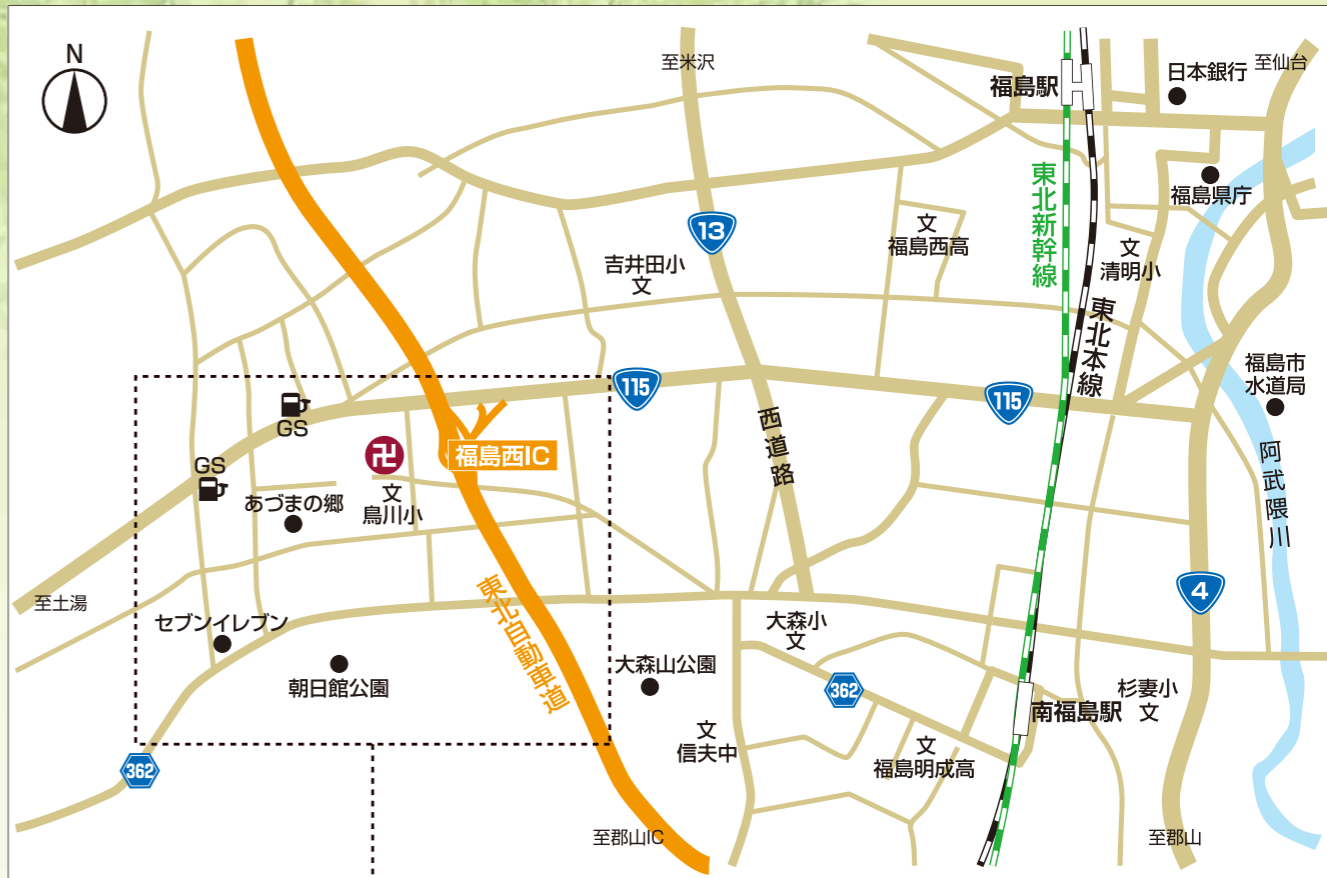 N
至米沢
福島駅
日本銀行
至仙台
福島県庁
東北新幹線
13
文
福島西高
吉井田小
文
文
清明小
東北本線
福島市
水道局
115
115
GS
GS
卍
福島西IC
西道路
阿武隈川
あづまの郷
文
鳥川小
4
至土湯
東北自動車道
セブンイレブン
大森小
文
朝日館公園
大森山公園
362
南福島駅
杉妻小
文
文
信夫中
文
福島明成高
362
至郡山IC
至郡山